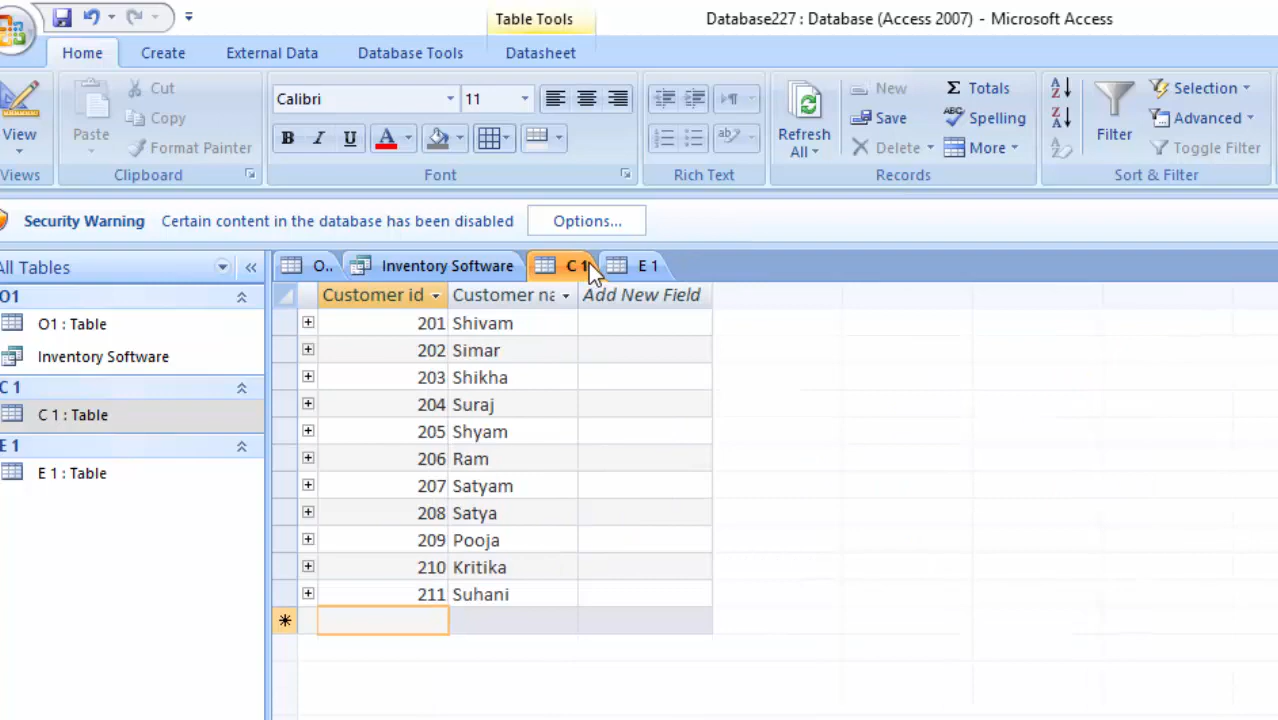 Table Tools
Database227 : Database (Access 2007) - Microsoft Access
Home Create External Data Database Tools Datasheet
View
Views
Paste
Cut
Copy
Format Painter
Clipboard
Calibri 11
B I U A
Font
Rich Text
Refresh All
New
Save
Delete
Totals
Spelling
More
Records
Filter
Selection
Advanced
Toggle Filter
Sort & Filter
Security Warning Certain content in the database has been disabled Options...
All Tables
O1
O1 : Table
Inventory Software
C 1
C 1 : Table
E 1
E 1 : Table
O.. Inventory Software C 1 E 1
Customer id Customer na Add New Field
201 Shivam
202 Simar
203 Shikha
204 Suraj
205 Shyam
206 Ram
207 Satyam
208 Satya
209 Pooja
210 Kritika
211 Suhani